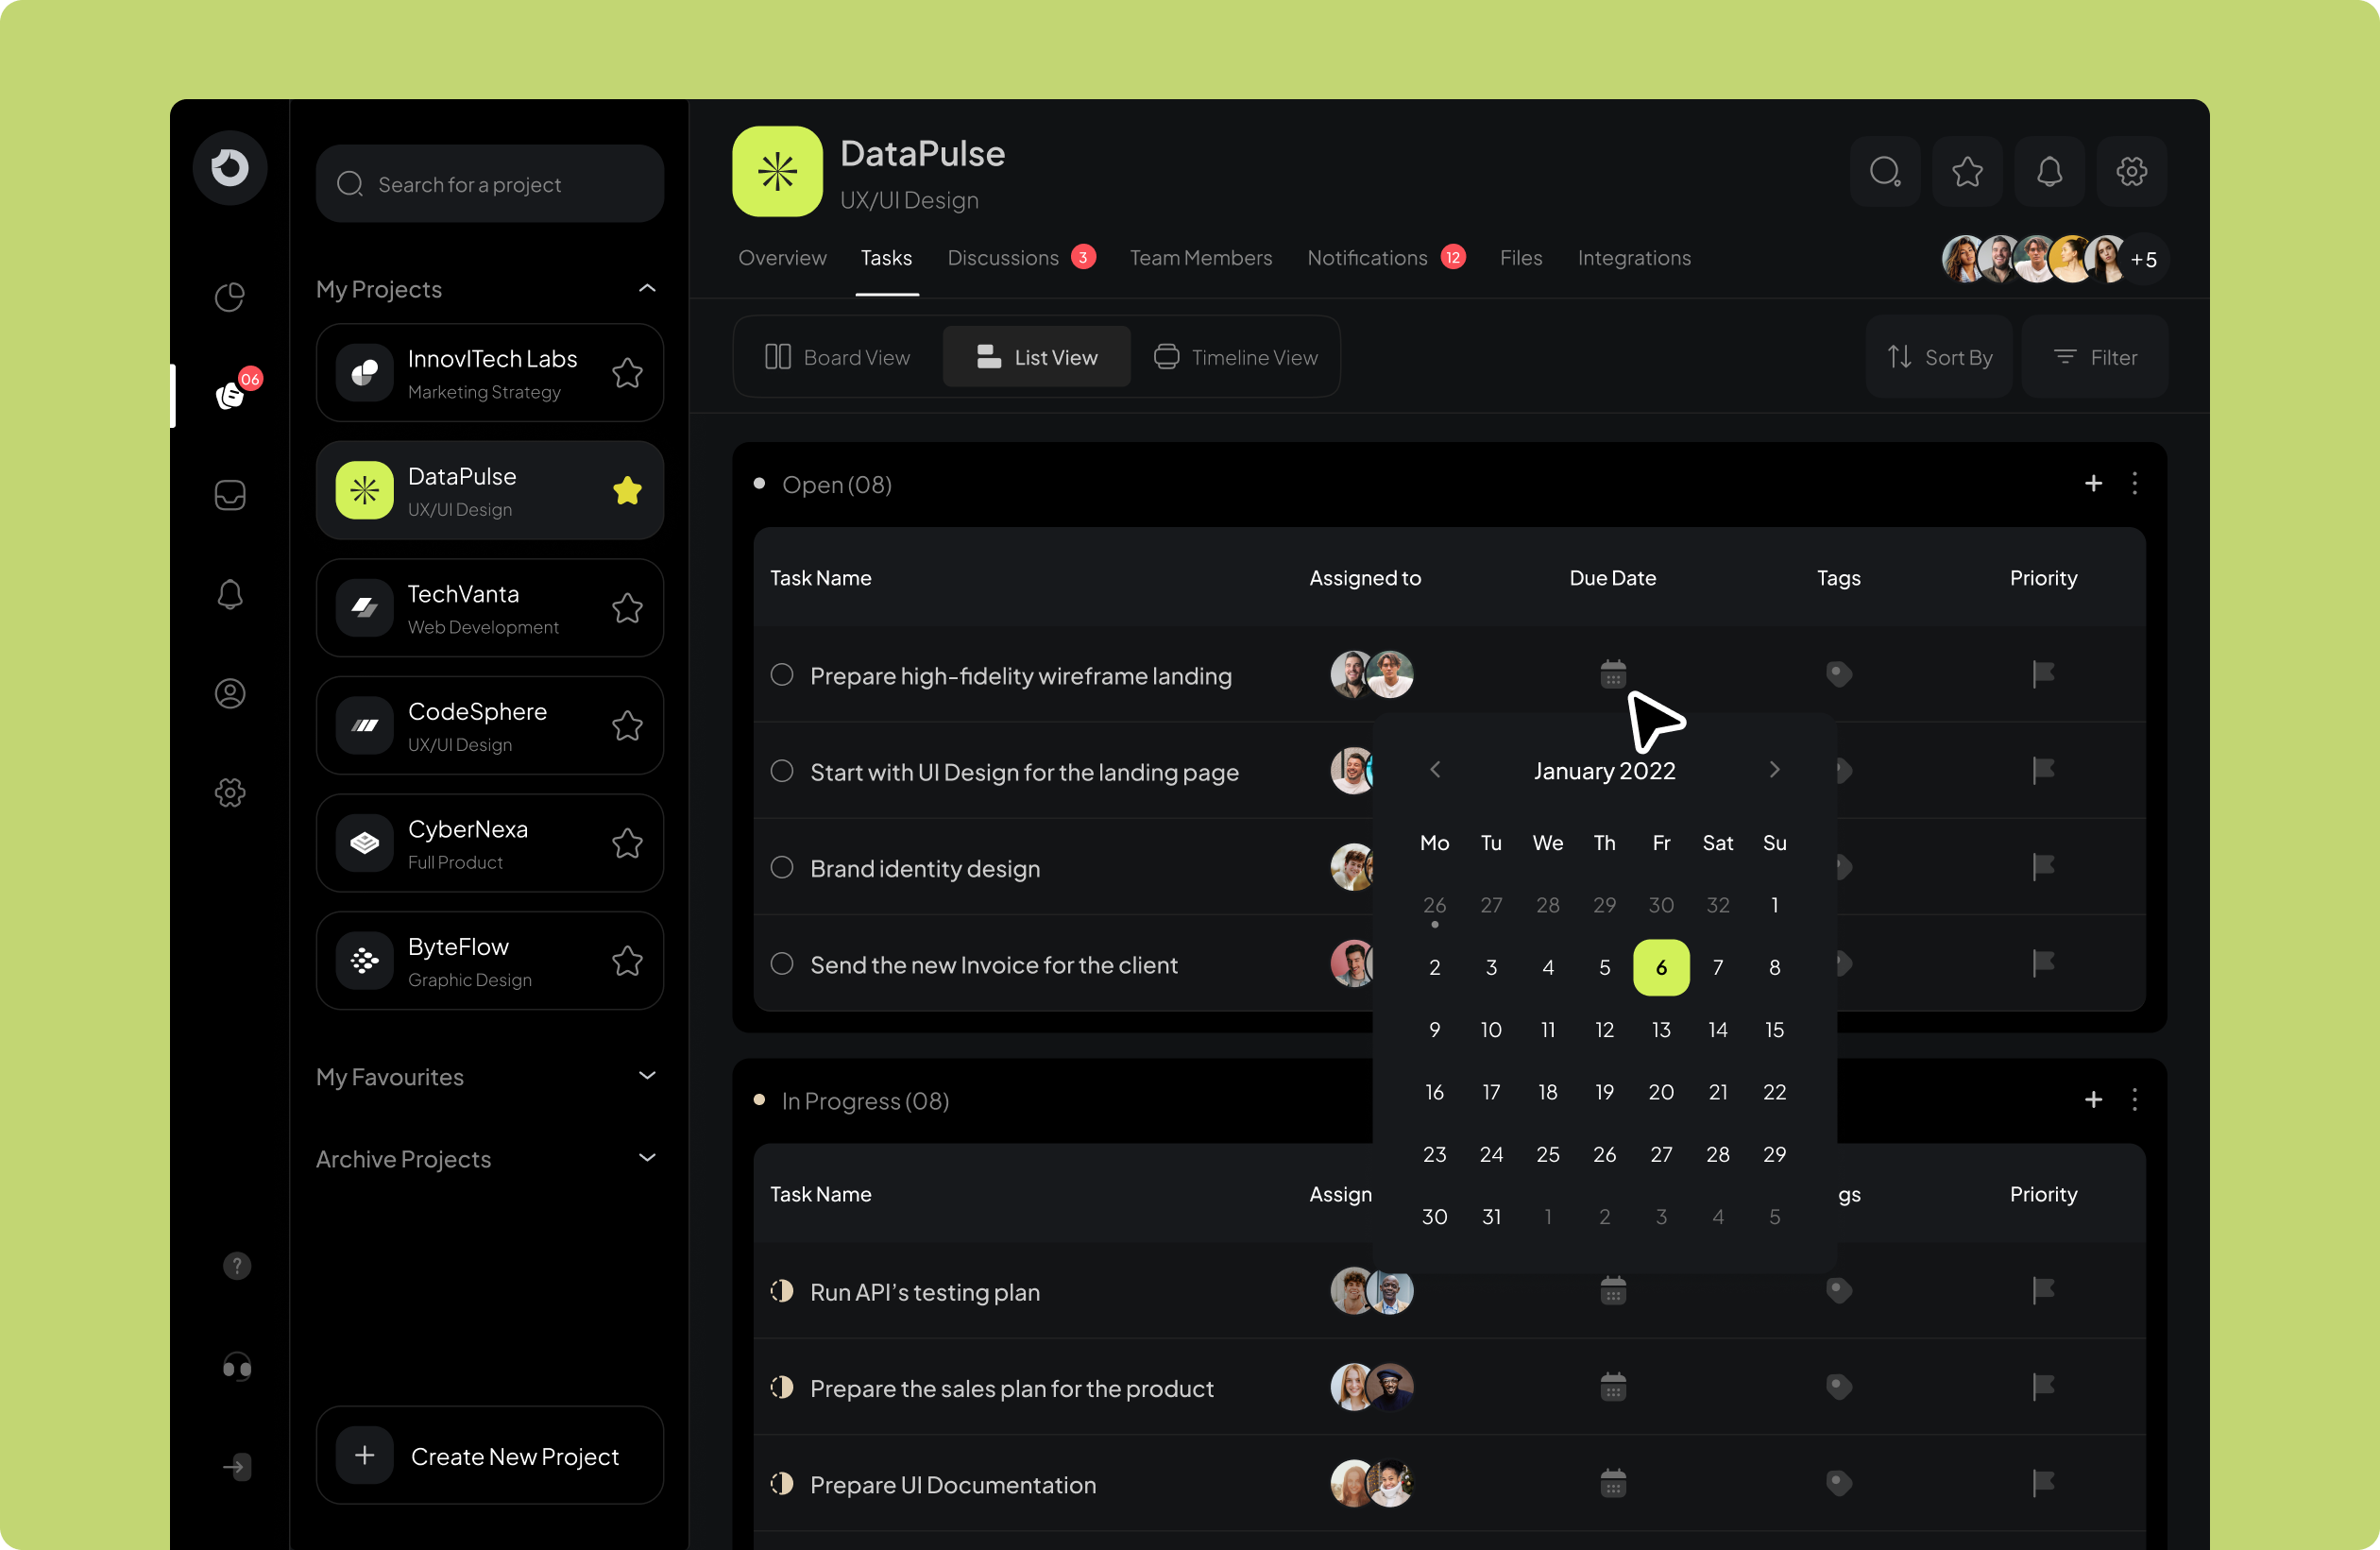 Search for a project
My Projects
InnovITech Labs
Marketing Strategy
DataPulse
UX/UI Design
TechVanta
Web Development
CodeSphere
UX/UI Design
CyberNexa
Full Product
ByteFlow
Graphic Design
My Favourites
Archive Projects
Create New Project
06
?
DataPulse
UX/UI Design
Overview Tasks Discussions 3 Team Members Notifications 12 Files Integrations +5
Board View List View Timeline View Sort By Filter
Open (08)
Task Name Assigned to Due Date Tags Priority
Prepare high-fidelity wireframe landing
Start with UI Design for the landing page
Brand identity design
Send the new Invoice for the client
January 2022
Mo Tu We Th Fr Sat Su
26 27 28 29 30 32 1
2 3 4 5 6 7 8
9 10 11 12 13 14 15
16 17 18 19 20 21 22
23 24 25 26 27 28 29
30 31 1 2 3 4 5
In Progress (08)
Task Name Assign gs Priority
Run API's testing plan
Prepare the sales plan for the product
Prepare UI Documentation